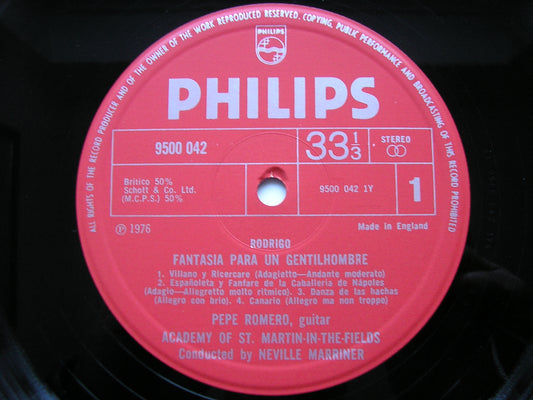 ALL RIGHTS OF THE RECORD PRODUCER AND OF THE OWNER OF THE WORK REPRODUCED RESERVED. COPYING, PUBLIC PERFORMANCE AND BROADCASTING OF THIS RECORD PROHIBITED
PHILIPS
PHILIPS
9500 042
33 1/3
STEREO
Britico 50%
Schott & Co. Ltd.
(M.C.P.S.) 50%
9500 042 1Y
1
℗ 1976
Made in England
RODRIGO
FANTASIA PARA UN GENTILHOMBRE
1. Villano y Ricercare (Adagietto—Andante moderato)
2. Españoleta y Fanfare de la Caballeria de Nápoles
(Adagio—Allegretto molto ritmico). 3. Danza de las hachas
(Allegro con brio). 4. Canario (Allegro ma non troppo)
PEPE ROMERO, guitar
ACADEMY OF ST. MARTIN-IN-THE-FIELDS
Conducted by NEVILLE MARRINER